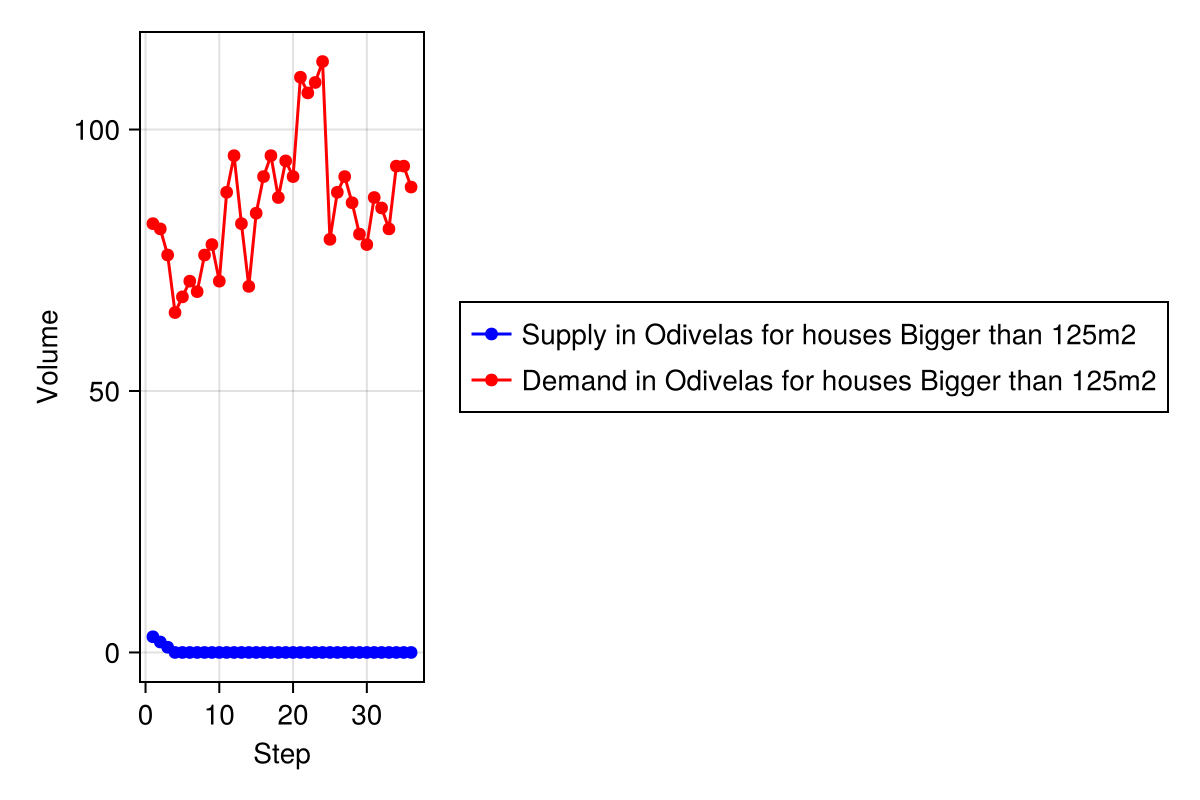 100
50
0
Volume
0 10 20 30
Step
Supply in Odivelas for houses Bigger than 125m2
Demand in Odivelas for houses Bigger than 125m2